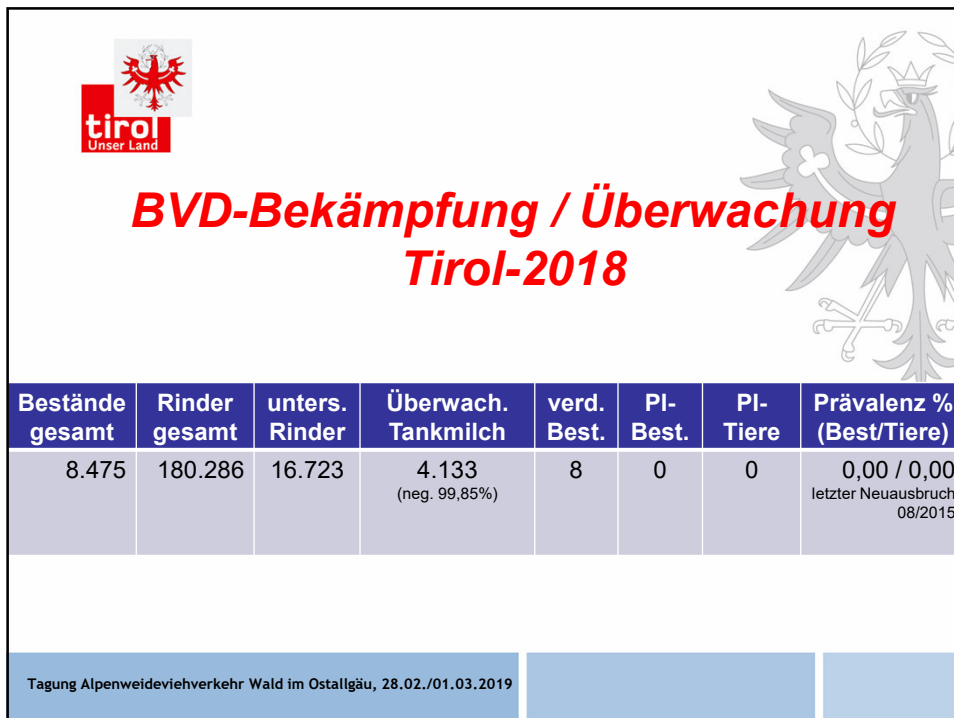 tirol
Unser Land
BVD-Bekämpfung / Überwachung
Tirol-2018
Bestände gesamt | Rinder gesamt | unters. Rinder | Überwach. Tankmilch | verd. Best. | PI-Best. | PI-Tiere | Prävalenz % (Best/Tiere)
8.475 | 180.286 | 16.723 | 4.133 (neg. 99,85%) | 8 | 0 | 0 | 0,00 / 0,00 letzter Neuausbruch 08/2015
Tagung Alpenweideviehverkehr Wald im Ostallgäu, 28.02./01.03.2019